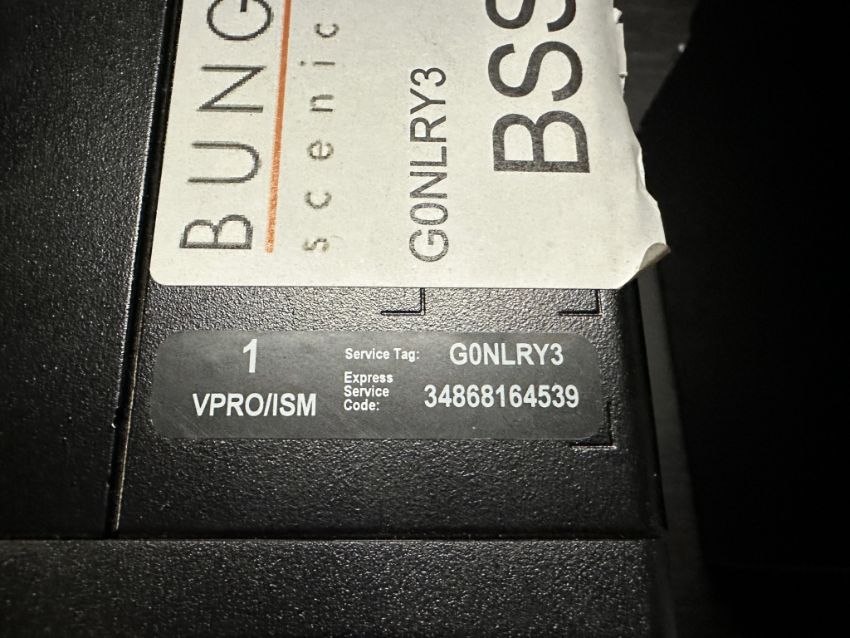 BUNG
scenic
G0NLRY3
BSS
1
VPRO/ISM
Service Tag: G0NLRY3
Express
Service
Code: 34868164539